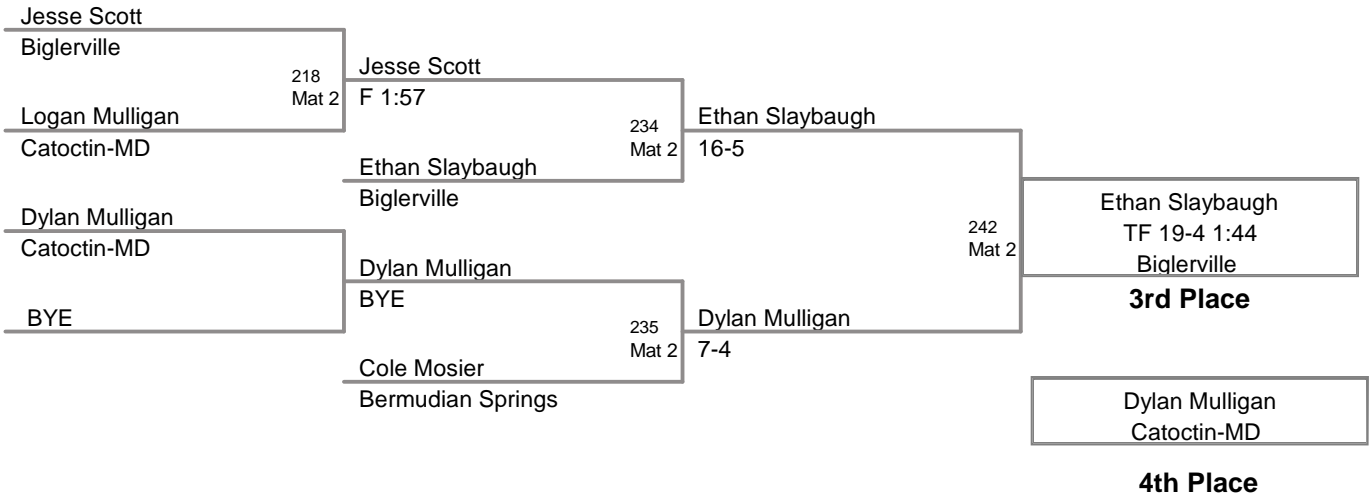 Jesse Scott
Biglerville
218
Mat 2
Logan Mulligan
Catoctin-MD
Dylan Mulligan
Catoctin-MD
BYE
Jesse Scott
F 1:57
234
Mat 2
Ethan Slaybaugh
Biglerville
Dylan Mulligan
BYE
235
Mat 2
Cole Mosier
Bermudian Springs
Ethan Slaybaugh
16-5
242
Mat 2
Dylan Mulligan
7-4
Ethan Slaybaugh
TF 19-4 1:44
Biglerville
3rd Place
Dylan Mulligan
Catoctin-MD
4th Place